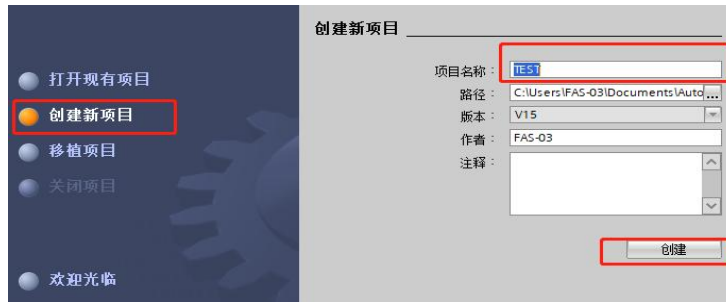 创建新项目
打开现有项目
创建新项目
移植项目
关闭项目
欢迎光临
项目名称： TEST
路径： C:\Users\FAS-03\Documents\Auto ...
版本： V15
作者： FAS-03
注释：
创建